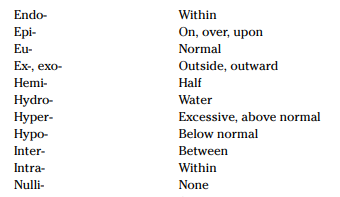 Endo- Within
Epi- On, over, upon
Eu- Normal
Ex-, exo- Outside, outward
Hemi- Half
Hydro- Water
Hyper- Excessive, above normal
Hypo- Below normal
Inter- Between
Intra- Within
Nulli- None